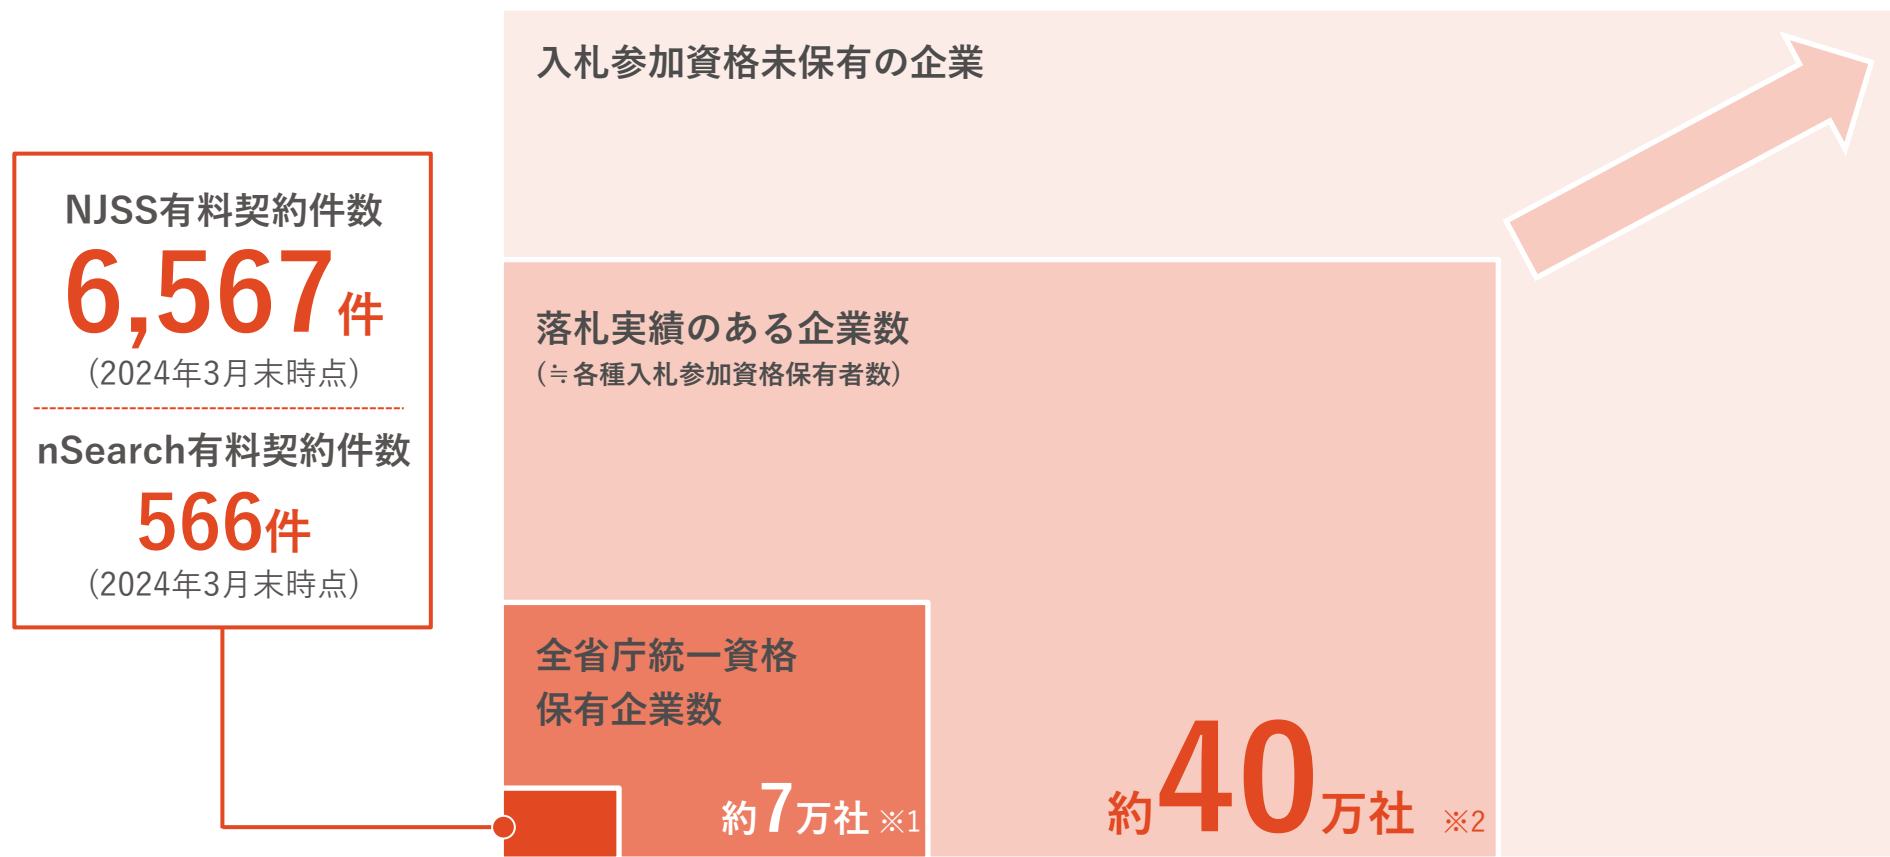 入札参加資格未保有の企業
NJSS有料契約件数
6,567件
（2024年3月末時点）
nSearch有料契約件数
566件
（2024年3月末時点）
落札実績のある企業数
（≒各種入札参加資格保有者数）
全省庁統一資格
保有企業数
約7万社 ※1
約40万社 ※2